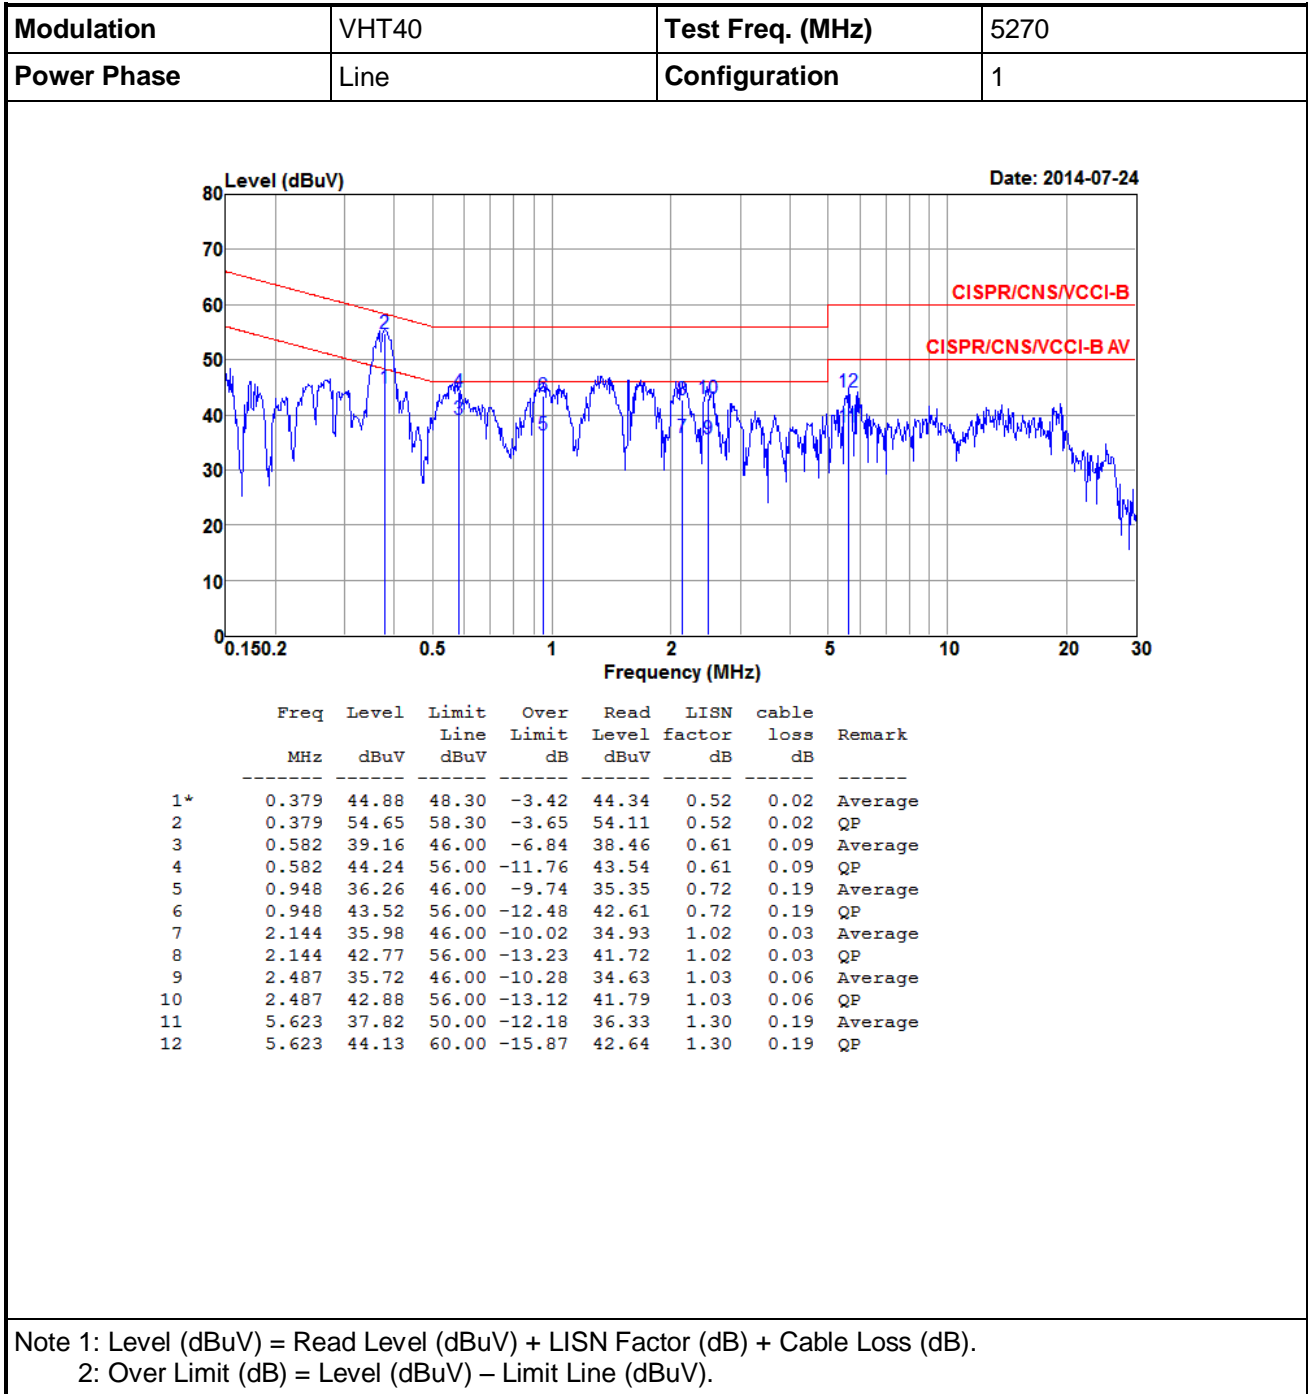 Modulation VHT40 Test Freq. (MHz) 5270
Power Phase Line Configuration 1
Level (dBuV) Date: 2014-07-24
80
70
60
50
40
30
20
10
0
CISPR/CNS/VCCI-B
CISPR/CNS/VCCI-B AV
2
1
4
3
6
5
8
7
10
9
12
0.15 0.2 0.5 1 2 5 10 20 30
Frequency (MHz)
Freq Level Limit Over Read LISN cable
Line Limit Level factor loss Remark
MHz dBuV dBuV dB dBuV dB dB
------- ------ ------ ------ ------ ------ ------ ------
1* 0.379 44.88 48.30 -3.42 44.34 0.52 0.02 Average
2 0.379 54.65 58.30 -3.65 54.11 0.52 0.02 QP
3 0.582 39.16 46.00 -6.84 38.46 0.61 0.09 Average
4 0.582 44.24 56.00 -11.76 43.54 0.61 0.09 QP
5 0.948 36.26 46.00 -9.74 35.35 0.72 0.19 Average
6 0.948 43.52 56.00 -12.48 42.61 0.72 0.19 QP
7 2.144 35.98 46.00 -10.02 34.93 1.02 0.03 Average
8 2.144 42.77 56.00 -13.23 41.72 1.02 0.03 QP
9 2.487 35.72 46.00 -10.28 34.63 1.03 0.06 Average
10 2.487 42.88 56.00 -13.12 41.79 1.03 0.06 QP
11 5.623 37.82 50.00 -12.18 36.33 1.30 0.19 Average
12 5.623 44.13 60.00 -15.87 42.64 1.30 0.19 QP
Note 1: Level (dBuV) = Read Level (dBuV) + LISN Factor (dB) + Cable Loss (dB).
2: Over Limit (dB) = Level (dBuV) – Limit Line (dBuV).